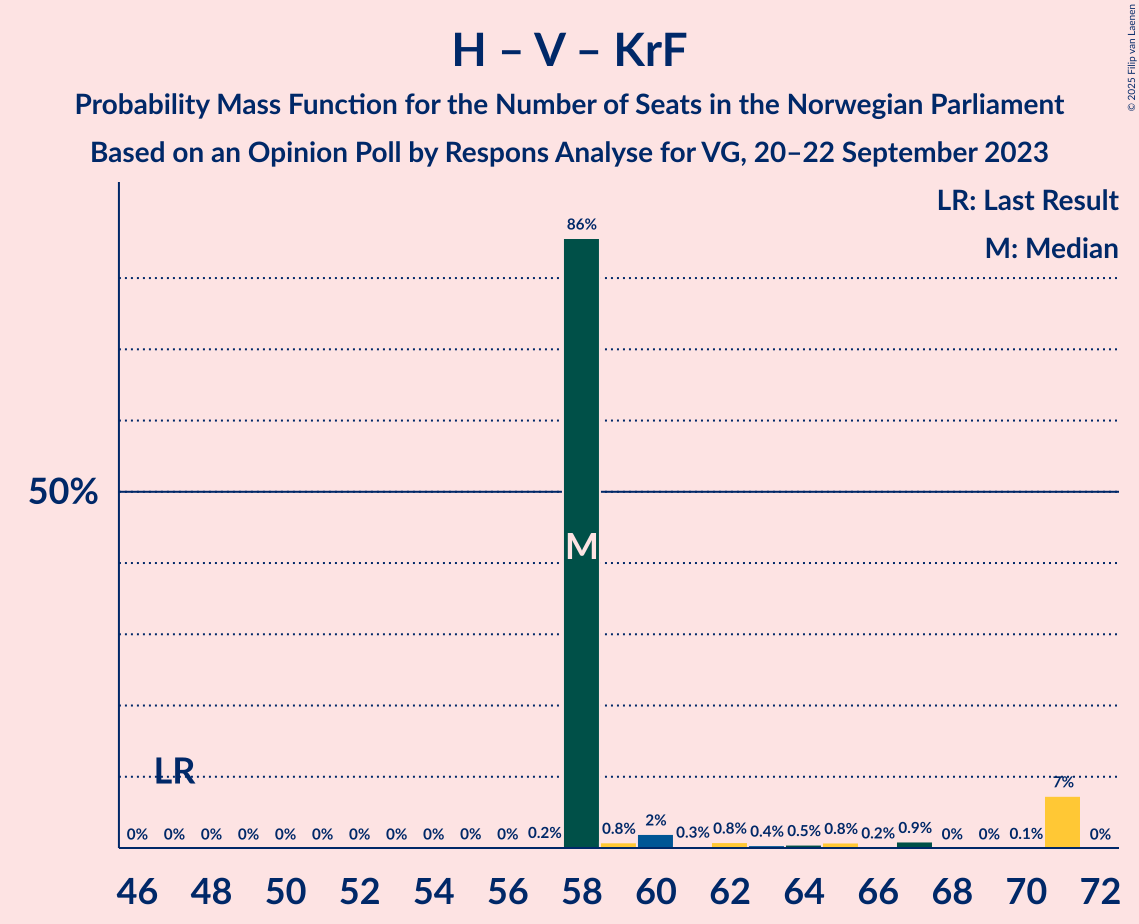 H – V – KrF
Probability Mass Function for the Number of Seats in the Norwegian Parliament
Based on an Opinion Poll by Respons Analyse for VG, 20–22 September 2023
© 2025 Filip van Laenen
LR: Last Result
M: Median
86%
50%
M
LR
7%
0% 0% 0% 0% 0% 0% 0% 0% 0% 0% 0% 0.2% 0.8% 2% 0.3% 0.8% 0.4% 0.5% 0.8% 0.2% 0.9% 0% 0% 0.1% 0%
46 48 50 52 54 56 58 60 62 64 66 68 70 72